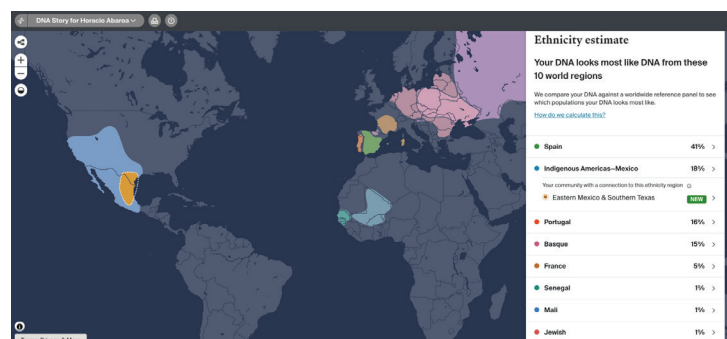 DNA Story for Horacio Abaroa
Ethnicity estimate
Your DNA looks most like DNA from these
10 world regions
We compare your DNA against a worldwide reference panel to see
which populations your DNA looks most like.
How do we calculate this?
Spain 41%
Indigenous Americas—Mexico 18%
Your community with a connection to this ethnicity region
Eastern Mexico & Southern Texas NEW
Portugal 16%
Basque 15%
France 5%
Senegal 1%
Mali 1%
Jewish 1%